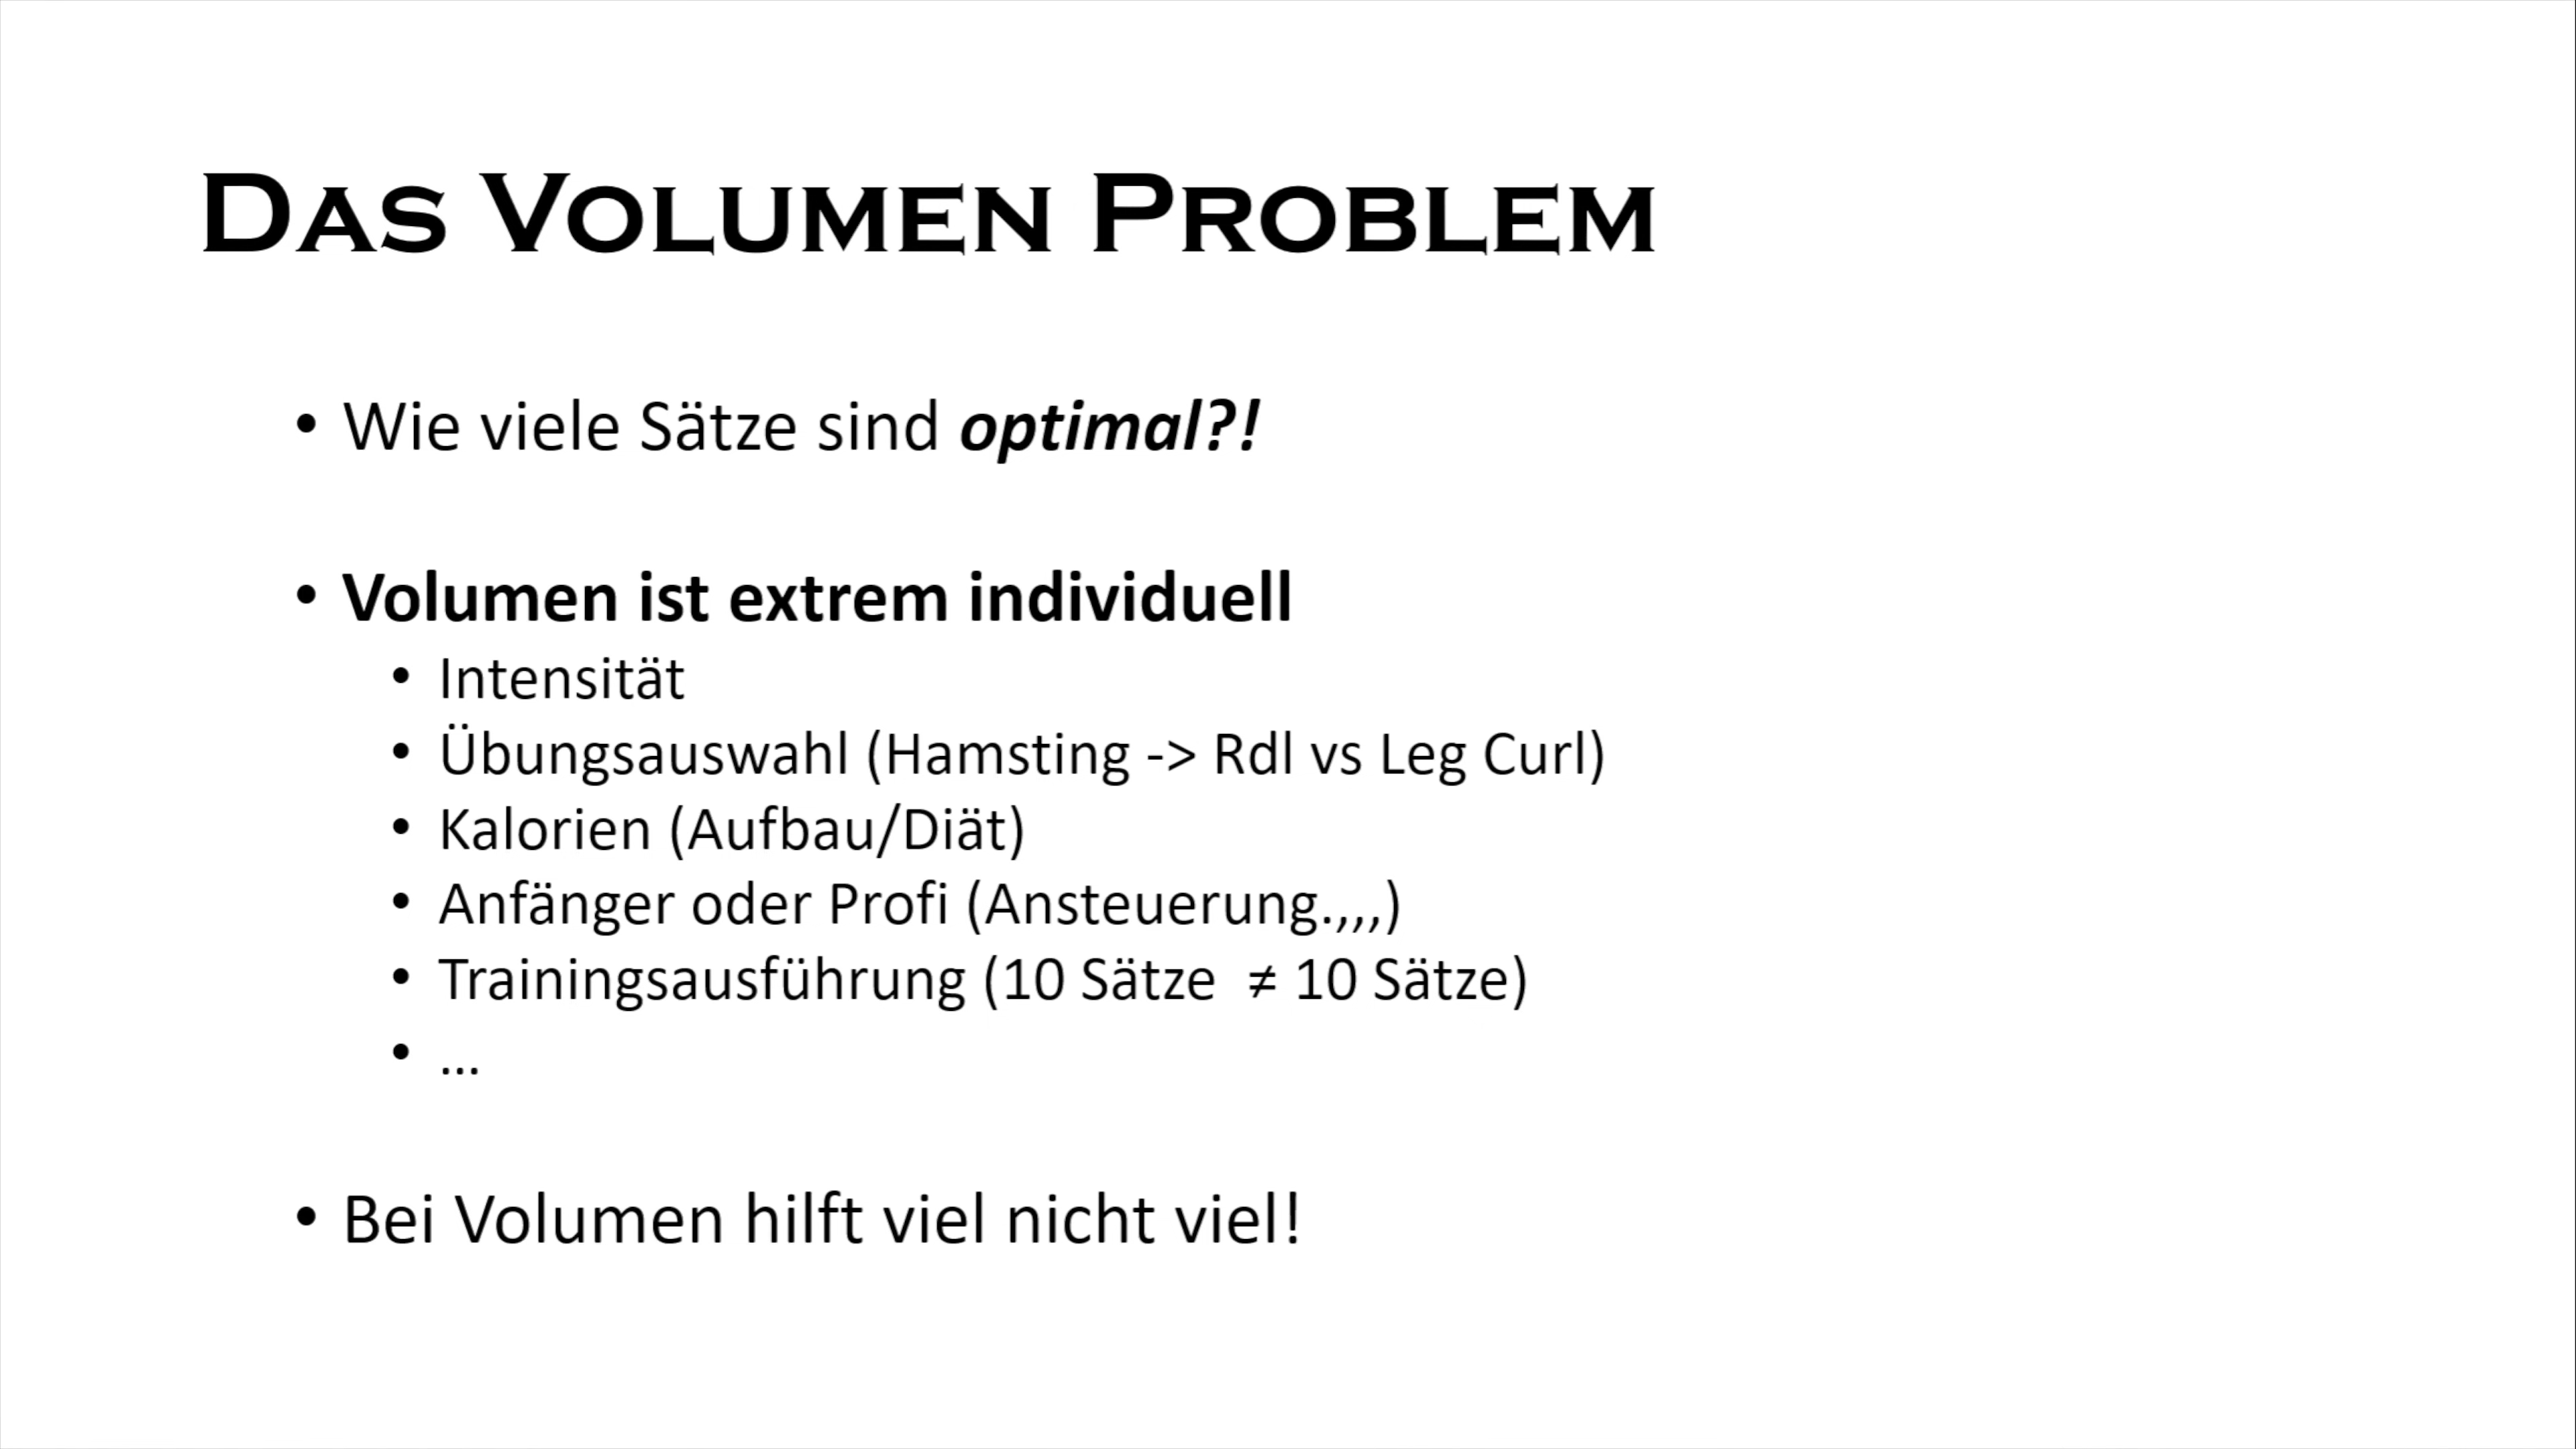 Das Volumen Problem
• Wie viele Sätze sind optimal?!
• Volumen ist extrem individuell
• Intensität
• Übungsauswahl (Hamsting -> Rdl vs Leg Curl)
• Kalorien (Aufbau/Diät)
• Anfänger oder Profi (Ansteuerung.,,,)
• Trainingsausführung (10 Sätze ≠ 10 Sätze)
• ...
• Bei Volumen hilft viel nicht viel!